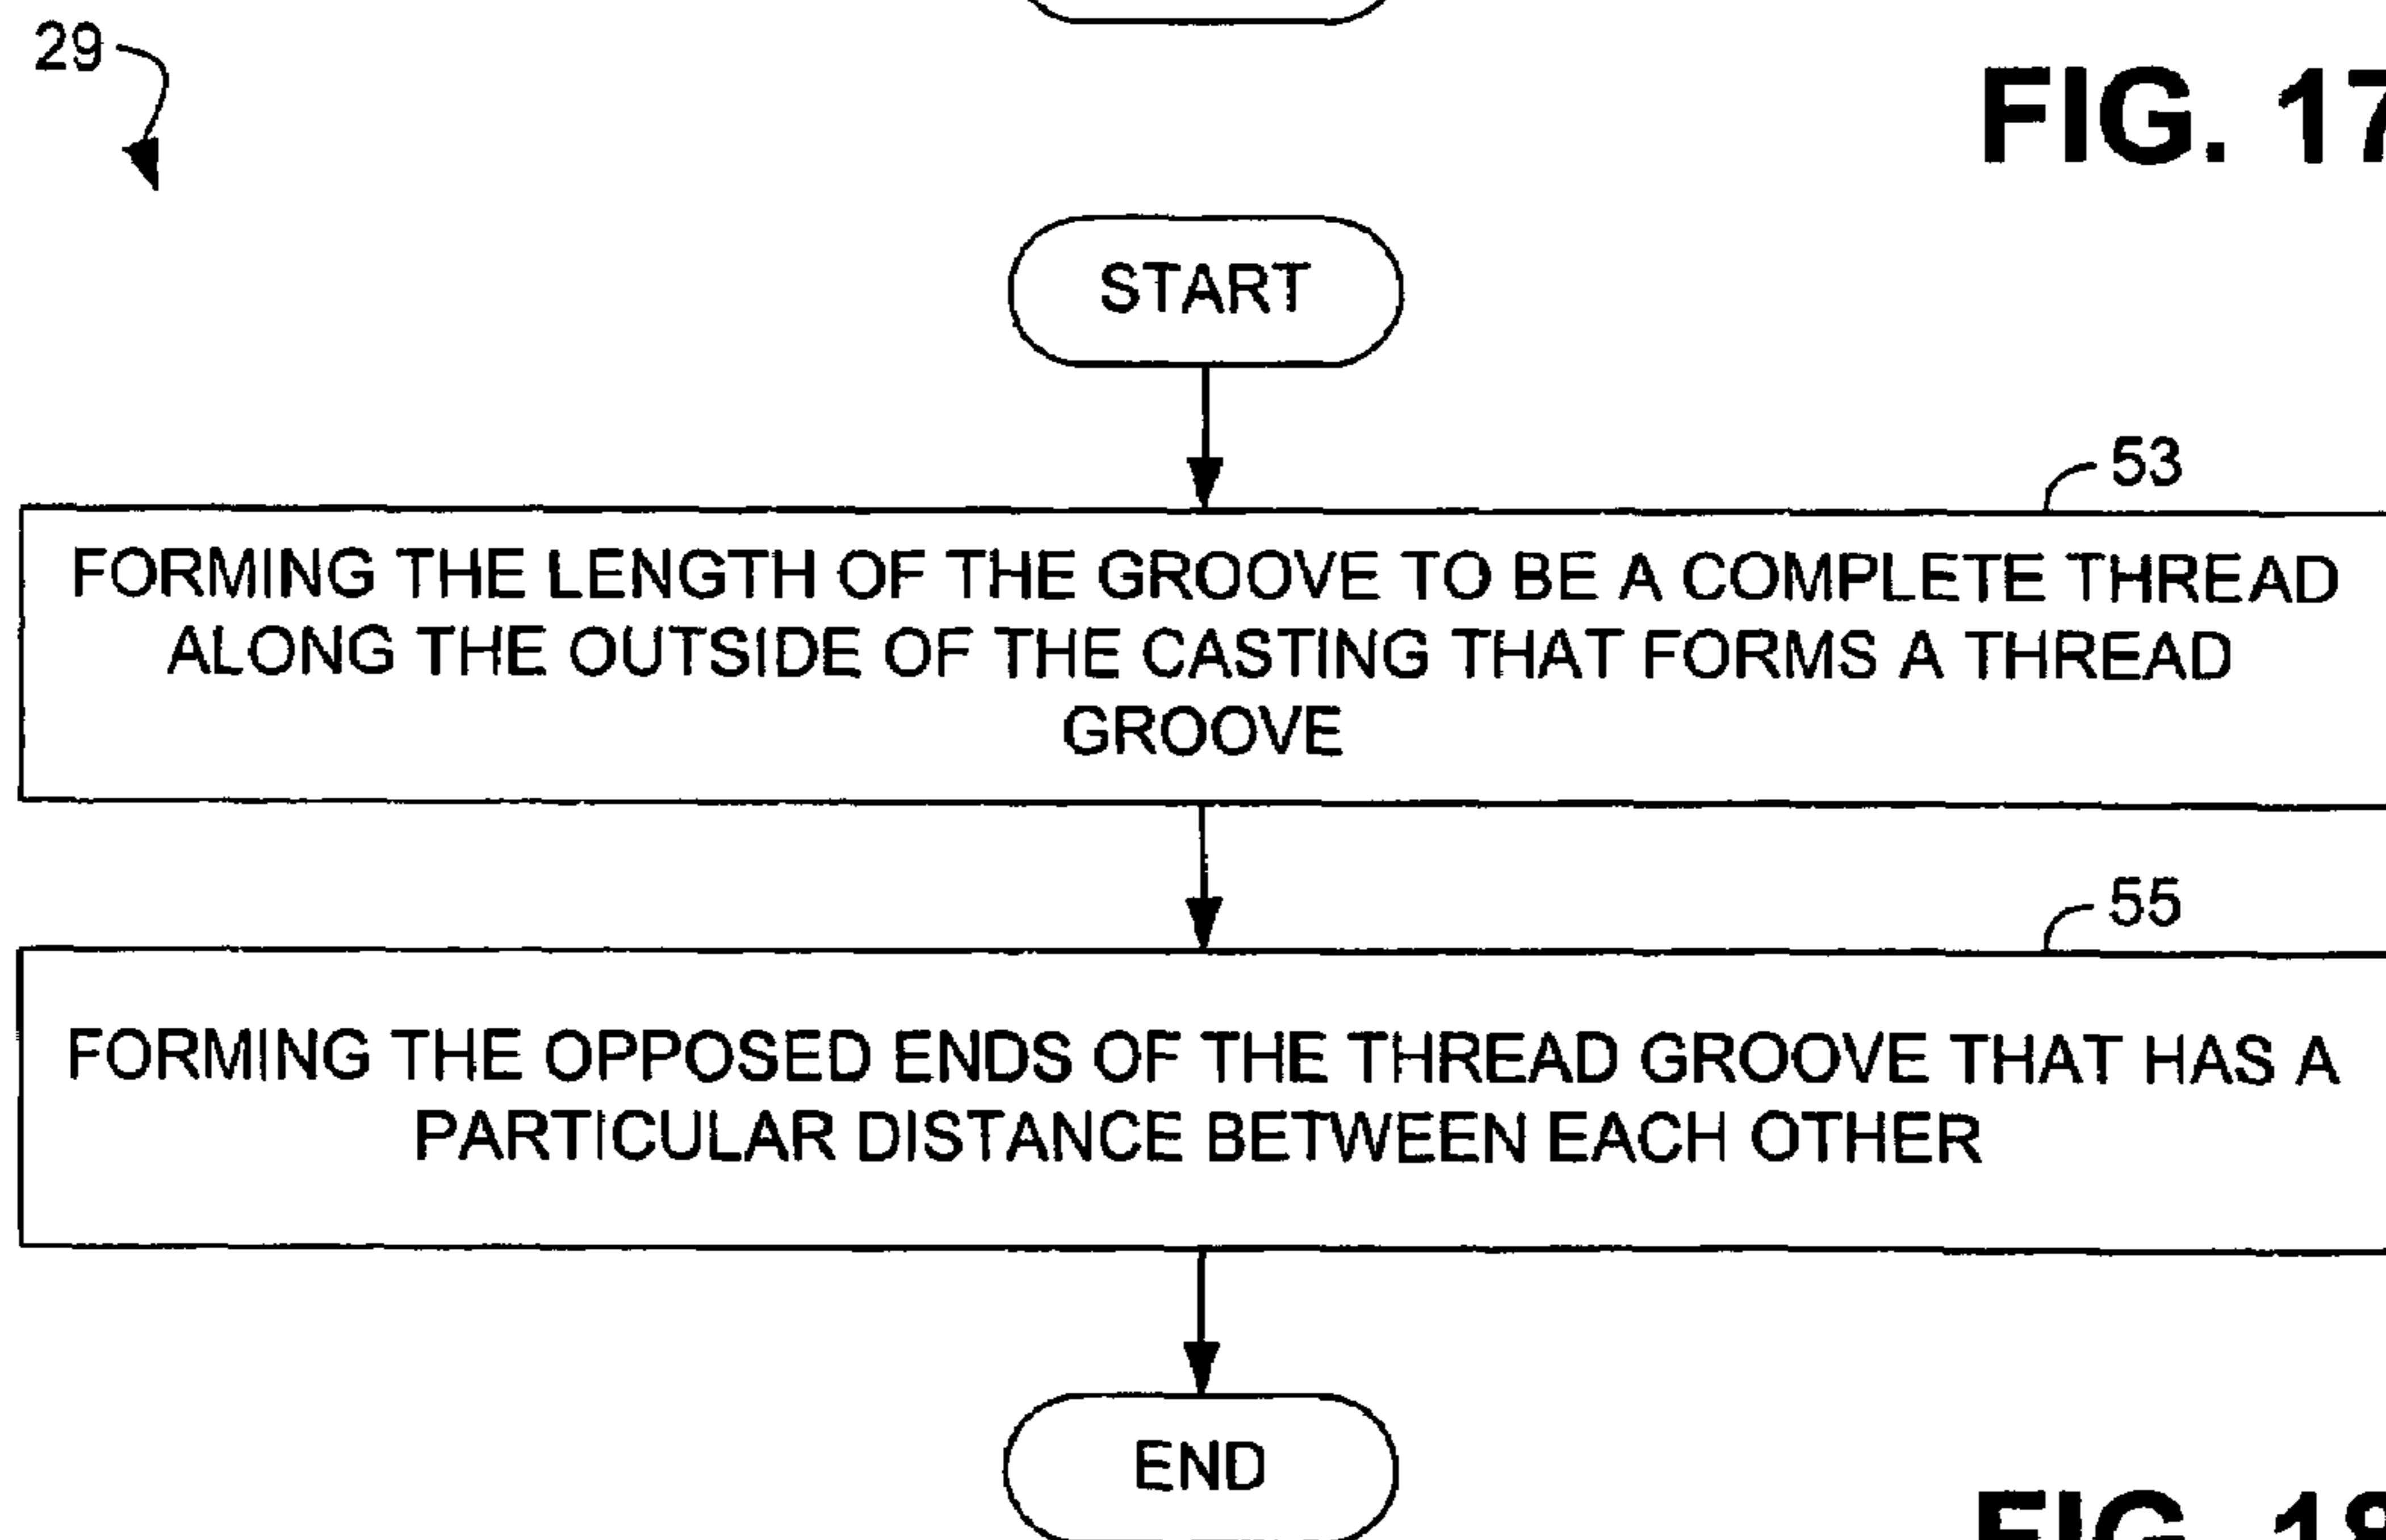 29
FIG. 17
START
53
FORMING THE LENGTH OF THE GROOVE TO BE A COMPLETE THREAD
ALONG THE OUTSIDE OF THE CASTING THAT FORMS A THREAD
GROOVE
55
FORMING THE OPPOSED ENDS OF THE THREAD GROOVE THAT HAS A
PARTICULAR DISTANCE BETWEEN EACH OTHER
END
FIG. 18